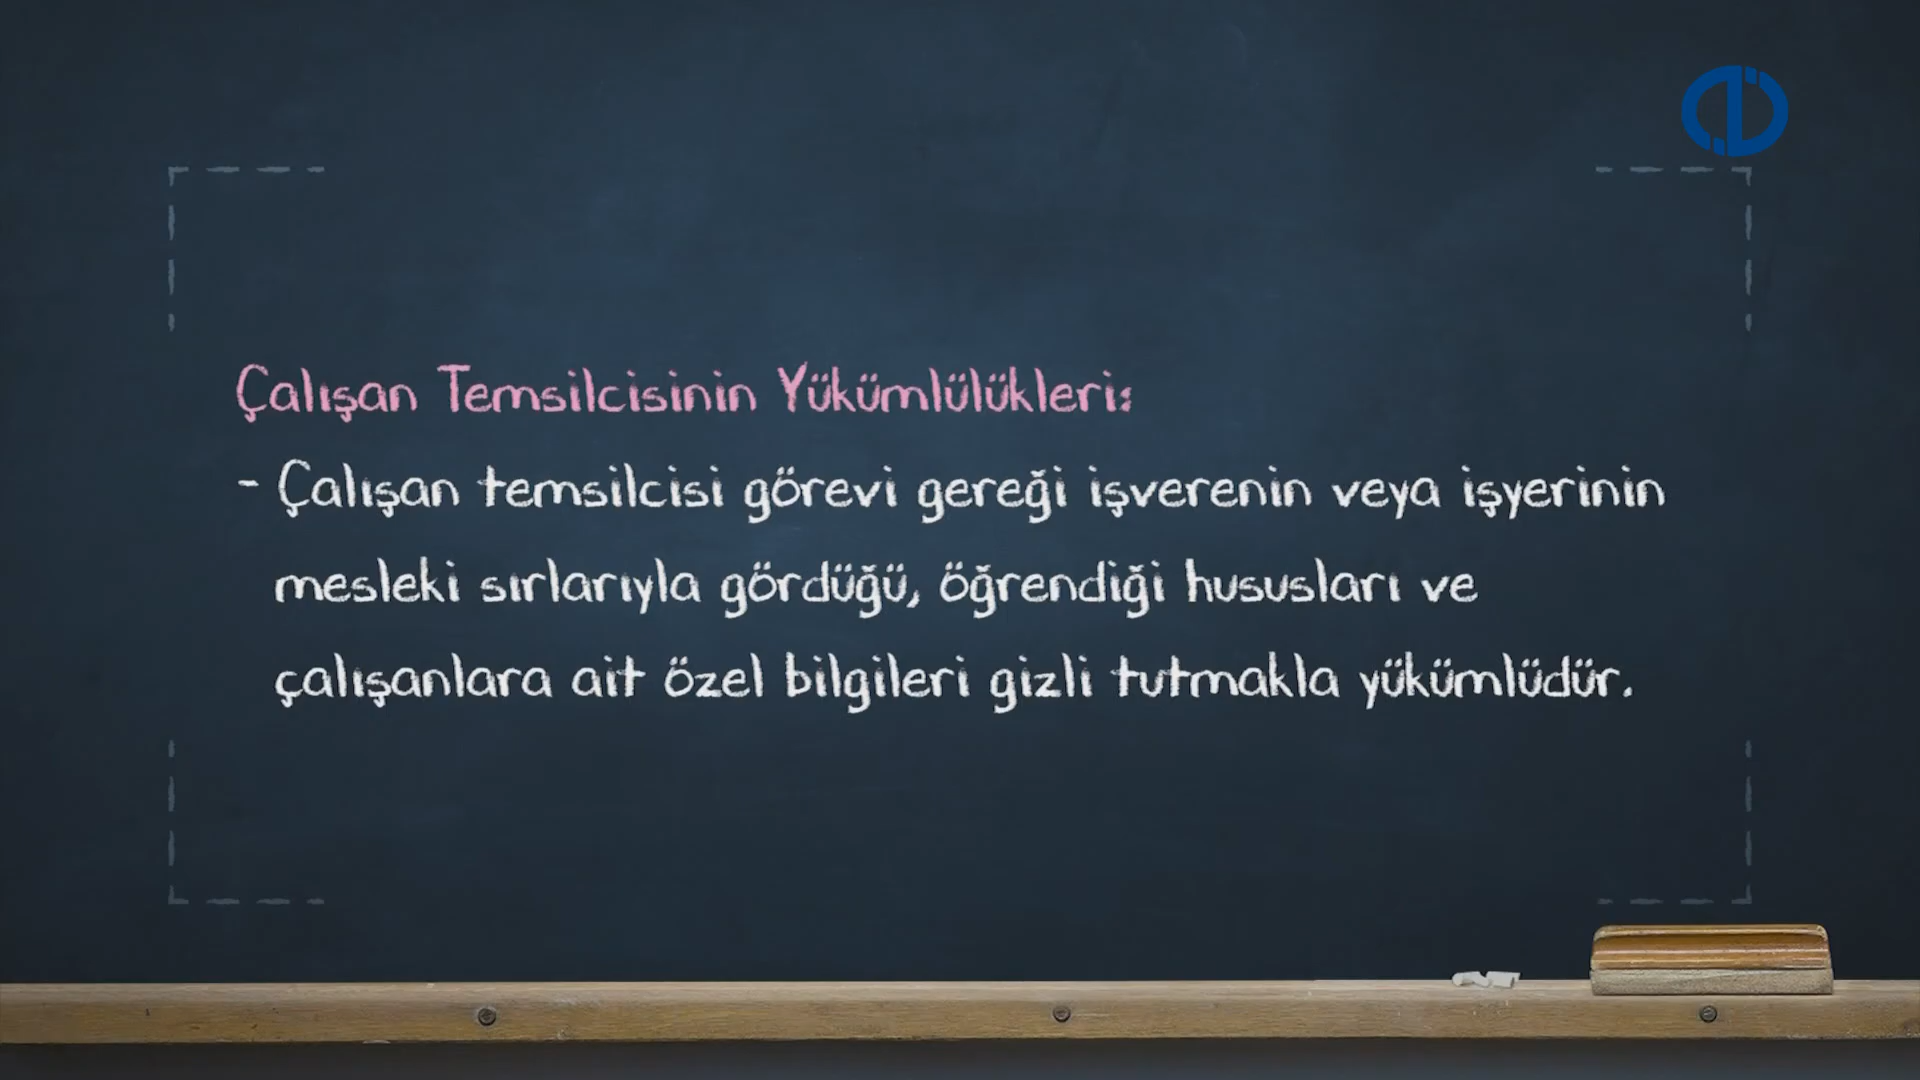 Çalışan Temsilcisinin Yükümlülükleri:
- Çalışan temsilcisi görevi gereği işverenin veya işyerinin
mesleki sırlarıyla gördüğü, öğrendiği hususları ve
çalışanlara ait özel bilgileri gizli tutmakla yükümlüdür.